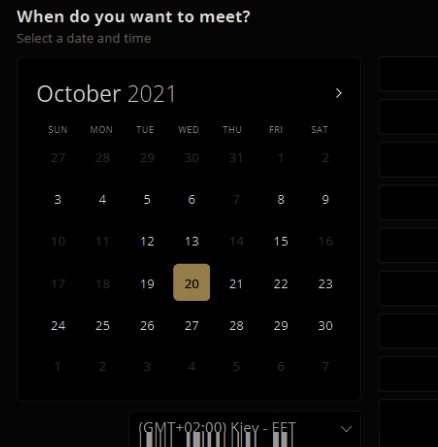 When do you want to meet?
Select a date and time
October 2021
SUN MON TUE WED THU FRI SAT
27 28 29 30 31 1 2
3 4 5 6 7 8 9
10 11 12 13 14 15 16
17 18 19 20 21 22 23
24 25 26 27 28 29 30
1 2 3 4 5 6 7
(GMT+02:00) Kiev - EET